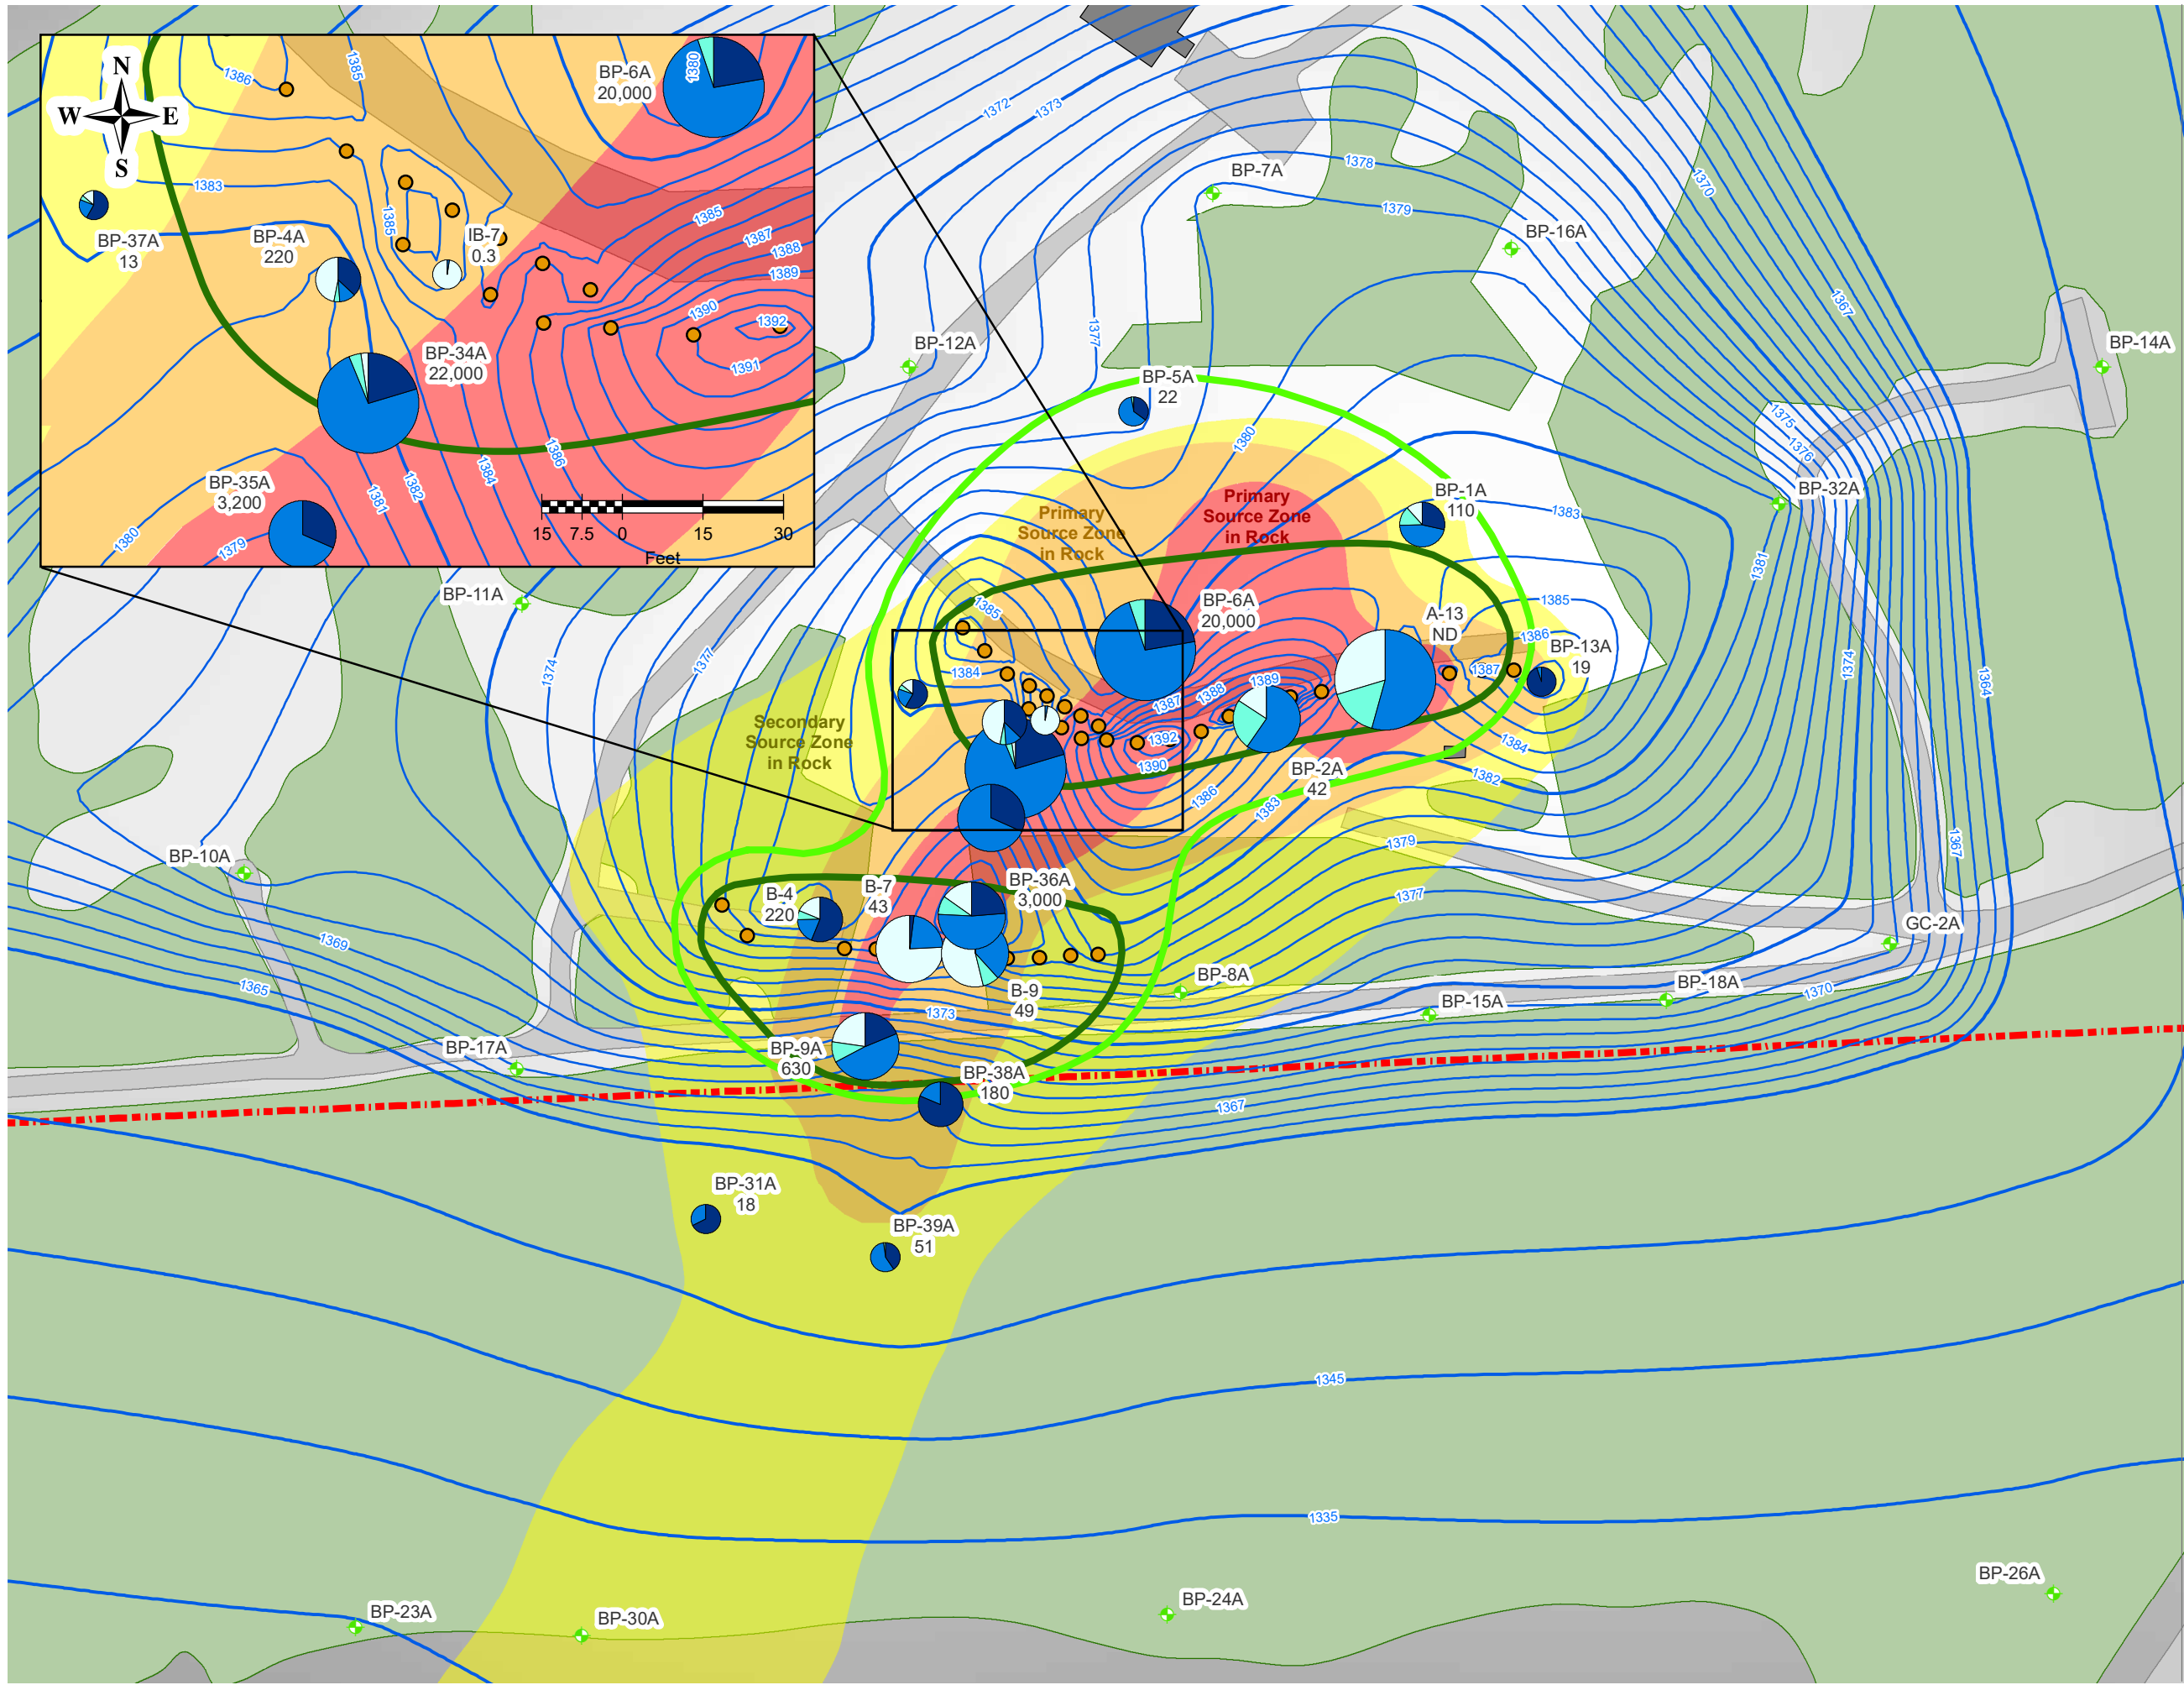 N
W E
S
1386
1385
BP-6A
20,000
1380
1383
BP-37A
13
BP-4A
220
1385
IB-7
0.3
1385
1387
1388
1389
1390
1392
1391
BP-34A
22,000
1386
1384
1382
1381
BP-35A
3,200
1380
1379
15 7.5 0 15 30
Feet
1372
1373
BP-7A
1378
1379
1370
BP-16A
1367
BP-14A
BP-12A
1377
BP-5A
22
1380
1375
1376
BP-32A
Primary
Source Zone
in Rock
Primary
Source Zone
in Rock
BP-1A
110
1383
1381
BP-11A
1385
BP-6A
20,000
A-13
ND
1385
1386
BP-13A
19
1387
1384
1377
1374
1389
1388
1387
1374
1364
Secondary
Source Zone
in Rock
1392
1390
1384
1382
BP-2A
42
1386
1383
1379
1367
BP-10A
B-4
220
B-7
43
BP-36A
3,000
1377
1369
GC-2A
1365
B-9
49
BP-8A
BP-18A
1370
BP-15A
1373
BP-17A
BP-9A
630
BP-38A
180
1367
BP-31A
18
BP-39A
51
1345
1335
BP-26A
BP-23A
BP-30A
BP-24A